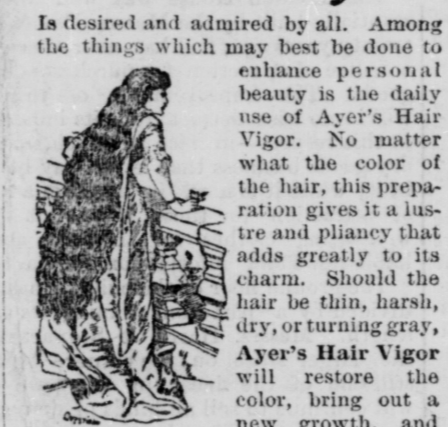 Is desired and admired by all. Among
the things which may best be done to
enhance personal
beauty is the daily
use of Ayer's Hair
Vigor. No matter
what the color of
the hair, this prepa-
ration gives it a lus-
tre and pliancy that
adds greatly to its
charm. Should the
hair be thin, harsh,
dry, or turning gray,
Ayer's Hair Vigor
will restore the
color, bring out a
new growth, and